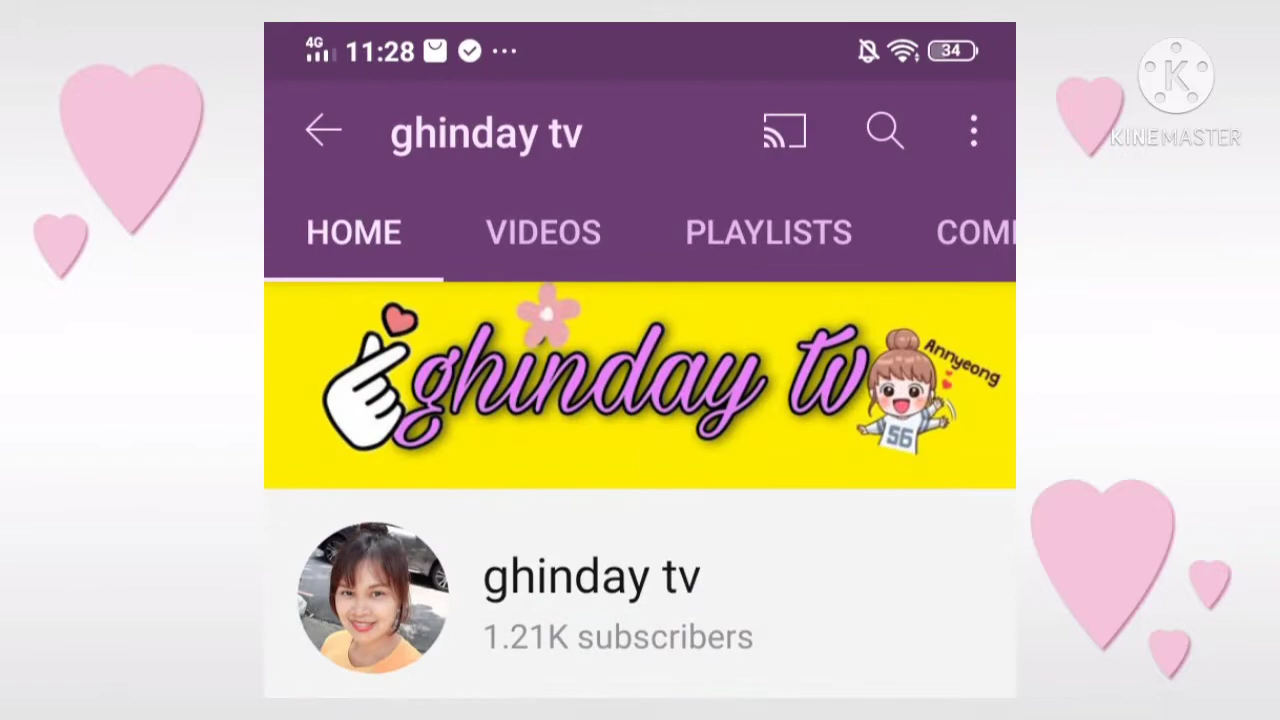 4G 11:28 34
KINEMASTER
ghinday tv
HOME VIDEOS PLAYLISTS COM
ghinday tv
Annyeong
56
ghinday tv
1.21K subscribers